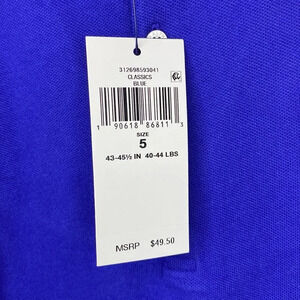 312698593041
CLASSICS
BLUE
1 90618 86811 3
SIZE
5
43-45½ IN 40-44 LBS
MSRP $49.50